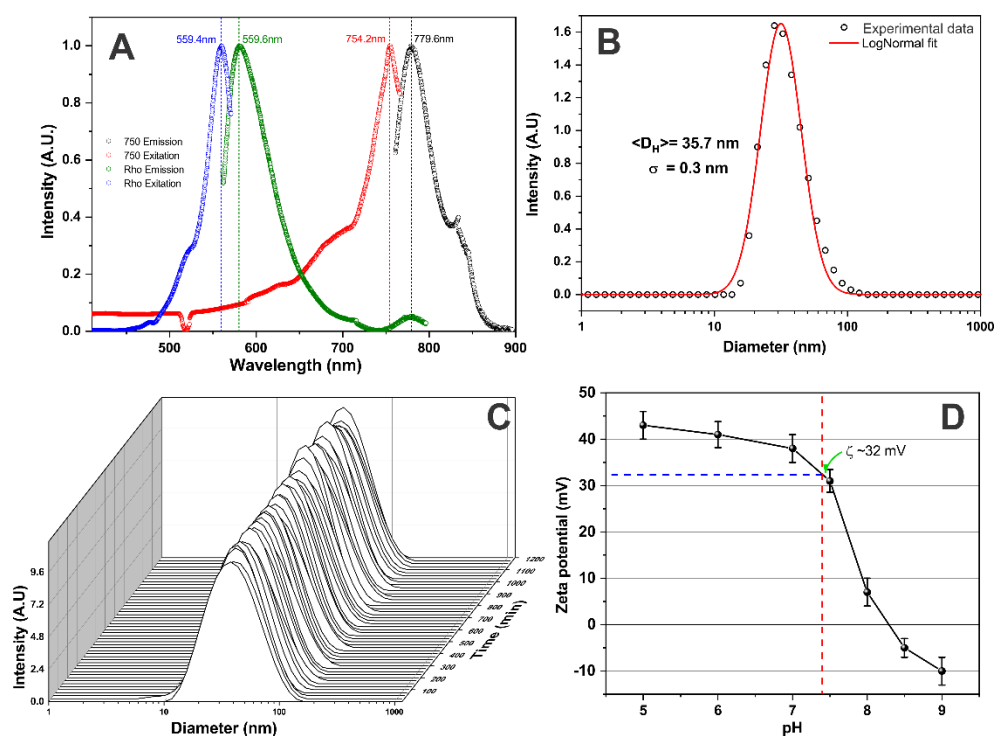 A
559.4nm
559.6nm
754.2nm
779.6nm
1.0
0.8
0.6
0.4
0.2
0.0
Intensity (A.U.)
750 Emission
750 Exitation
Rho Emission
Rho Exitation
500
600
700
800
900
Wavelength (nm)
B
Experimental data
LogNormal fit
<D_H>= 35.7 nm
σ = 0.3 nm
1.6
1.4
1.2
1.0
0.8
0.6
0.4
0.2
0.0
Intensity (A.U)
1
10
100
1000
Diameter (nm)
C
9.6
7.2
4.8
2.4
0.0
Intensity (A.U)
1
10
100
1000
Diameter (nm)
1200
1100
1000
900
800
700
600
500
400
300
200
100
Time (min)
D
ζ ~32 mV
50
40
30
20
10
0
-10
Zeta potential (mV)
5
6
7
8
9
pH